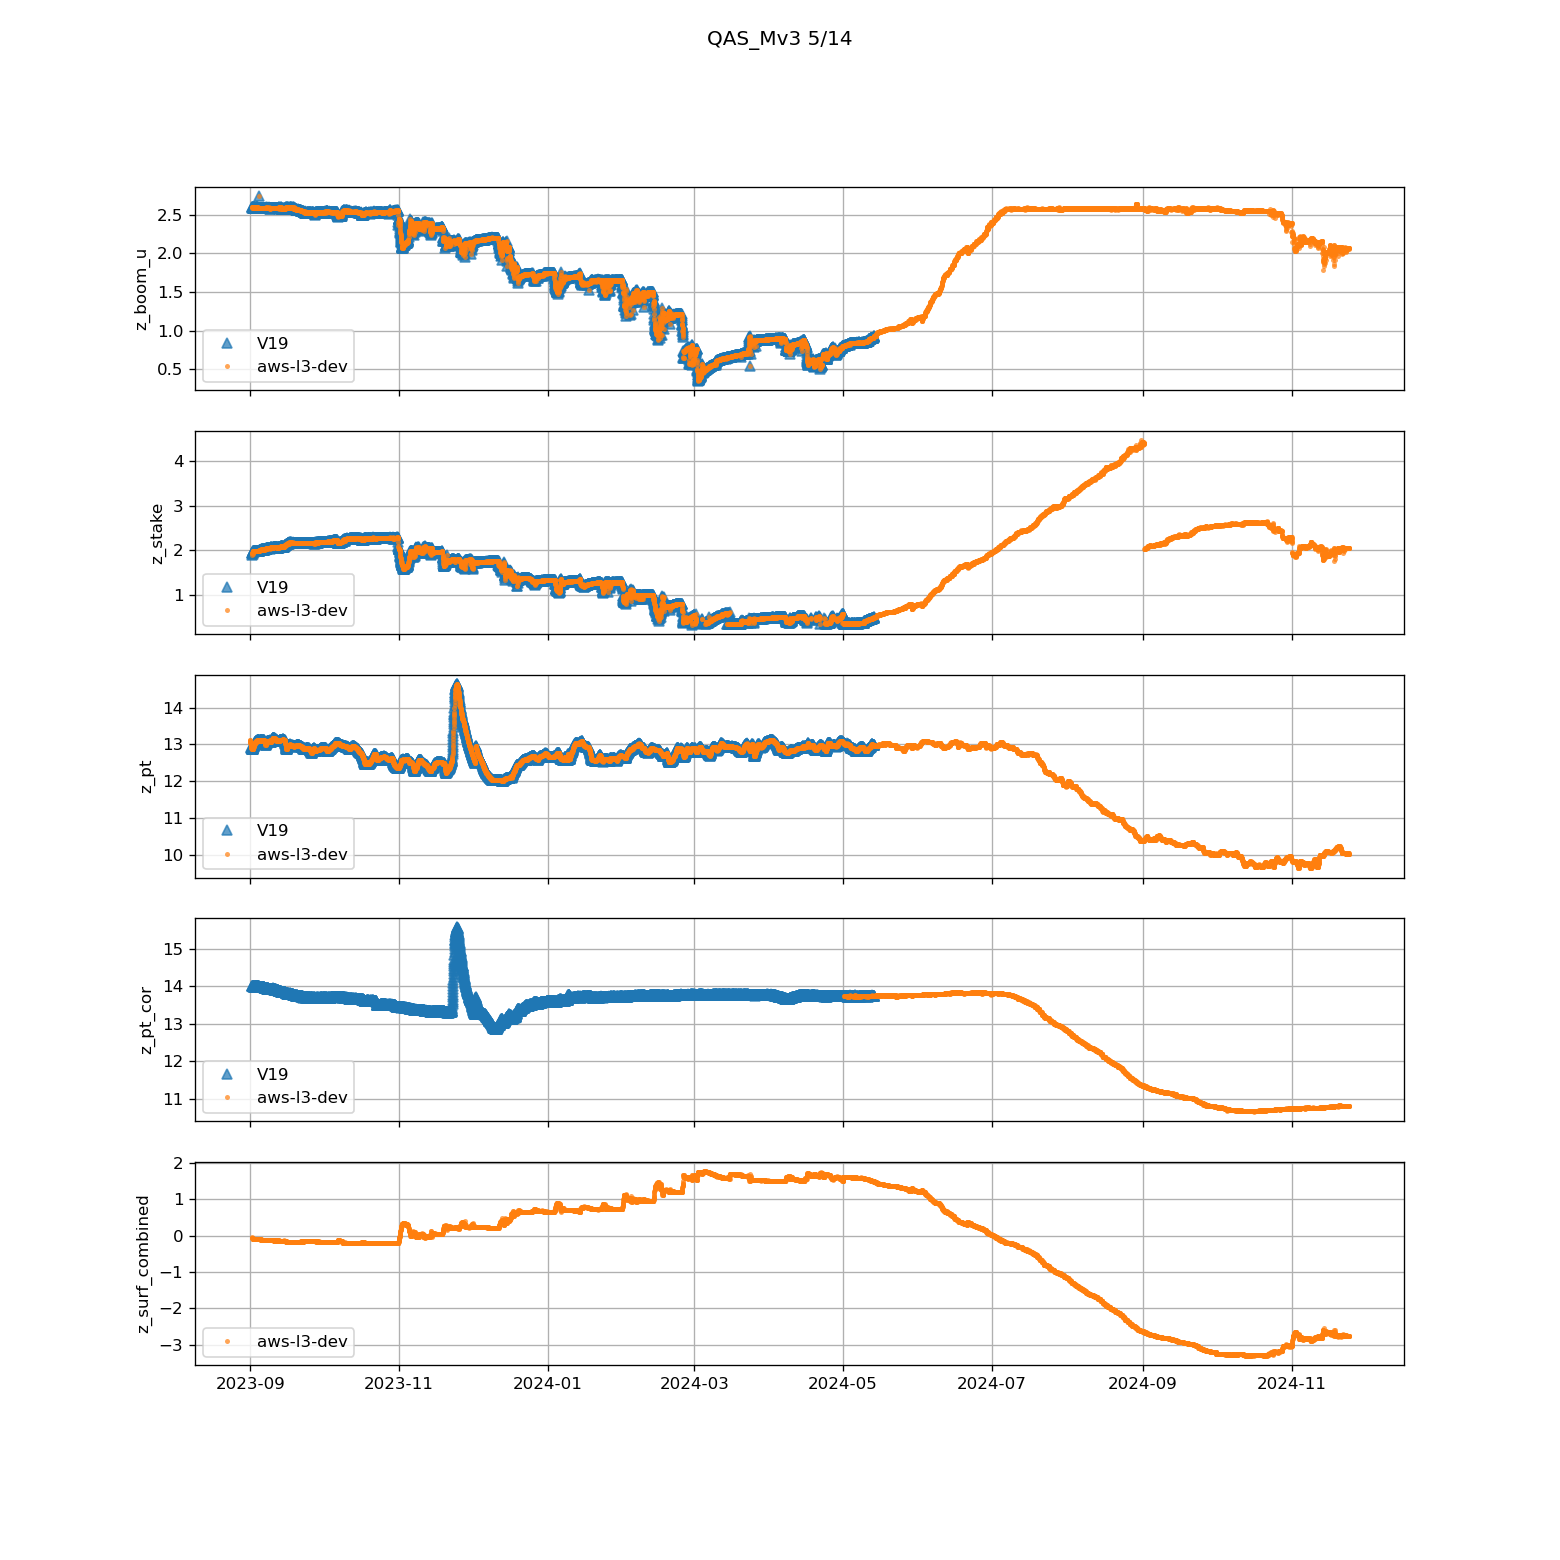 QAS_Mv3 5/14
z_boom_u
2.5
2.0
1.5
1.0
0.5
V19
aws-l3-dev
z_stake
4
3
2
1
V19
aws-l3-dev
z_pt
14
13
12
11
10
V19
aws-l3-dev
z_pt_cor
15
14
13
12
11
V19
aws-l3-dev
z_surf_combined
2
1
0
−1
−2
−3
aws-l3-dev
2023-09 2023-11 2024-01 2024-03 2024-05 2024-07 2024-09 2024-11